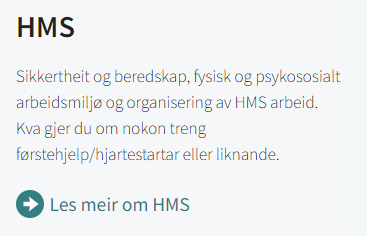 HMS
Sikkertheit og beredskap, fysisk og psykososialt
arbeidsmiljø og organisering av HMS arbeid.
Kva gjer du om nokon treng
førstehjelp/hjartestartar eller liknande.
Les meir om HMS